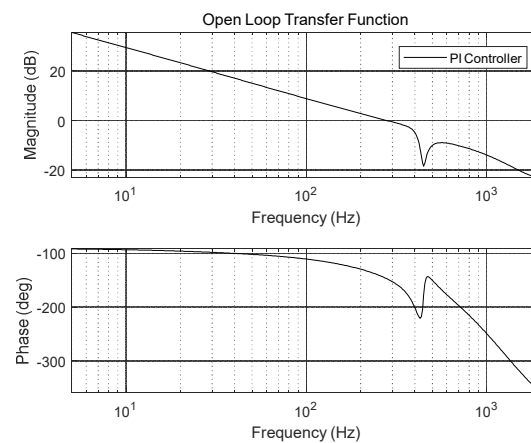 Open Loop Transfer Function
PI Controller
Magnitude (dB)
20
0
-20
10^1
10^2
10^3
Frequency (Hz)
Phase (deg)
-100
-200
-300
10^1
10^2
10^3
Frequency (Hz)